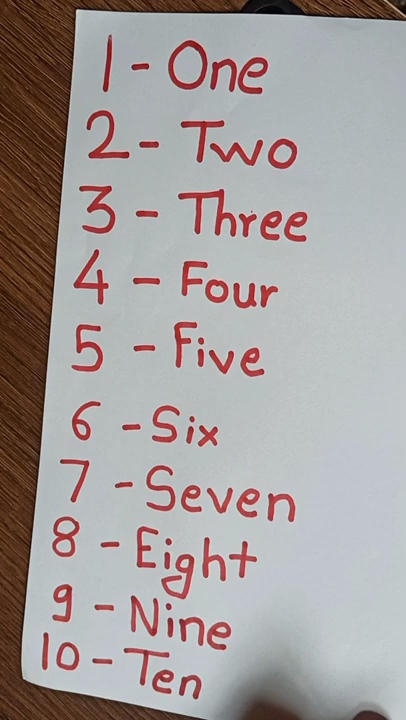 1 - One
2 - Two
3 - Three
4 - Four
5 - Five
6 - Six
7 - Seven
8 - Eight
9 - Nine
10 - Ten